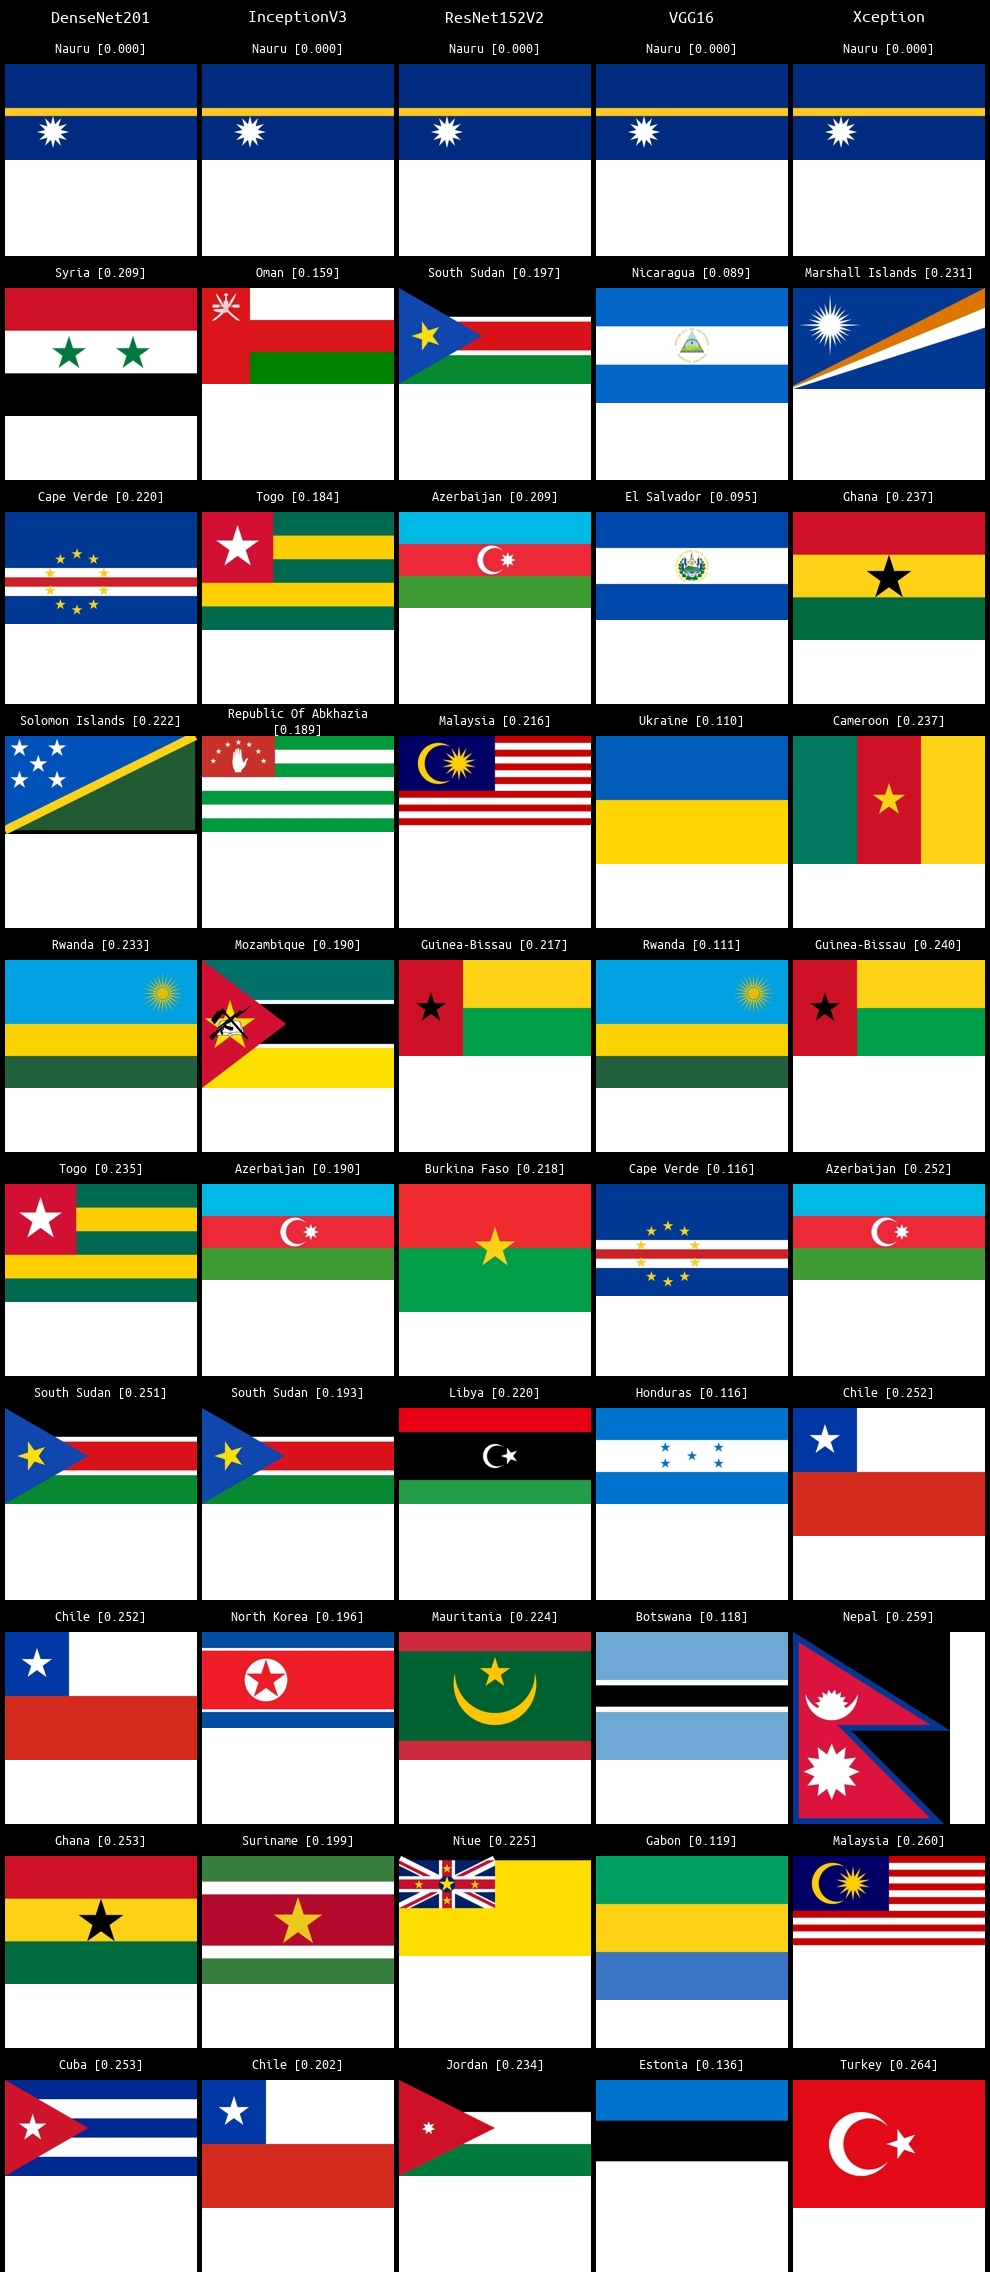 DenseNet201 InceptionV3 ResNet152V2 VGG16 Xception
Nauru [0.000] Nauru [0.000] Nauru [0.000] Nauru [0.000] Nauru [0.000]
Syria [0.209] Oman [0.159] South Sudan [0.197] Nicaragua [0.089] Marshall Islands [0.231]
Cape Verde [0.220] Togo [0.184] Azerbaijan [0.209] El Salvador [0.095] Ghana [0.237]
Solomon Islands [0.222] Republic Of Abkhazia Malaysia [0.216] Ukraine [0.110] Cameroon [0.237]
[0.189]
Rwanda [0.233] Mozambique [0.190] Guinea-Bissau [0.217] Rwanda [0.111] Guinea-Bissau [0.240]
Togo [0.235] Azerbaijan [0.190] Burkina Faso [0.218] Cape Verde [0.116] Azerbaijan [0.252]
South Sudan [0.251] South Sudan [0.193] Libya [0.220] Honduras [0.116] Chile [0.252]
Chile [0.252] North Korea [0.196] Mauritania [0.224] Botswana [0.118] Nepal [0.259]
Ghana [0.253] Suriname [0.199] Niue [0.225] Gabon [0.119] Malaysia [0.260]
Cuba [0.253] Chile [0.202] Jordan [0.234] Estonia [0.136] Turkey [0.264]